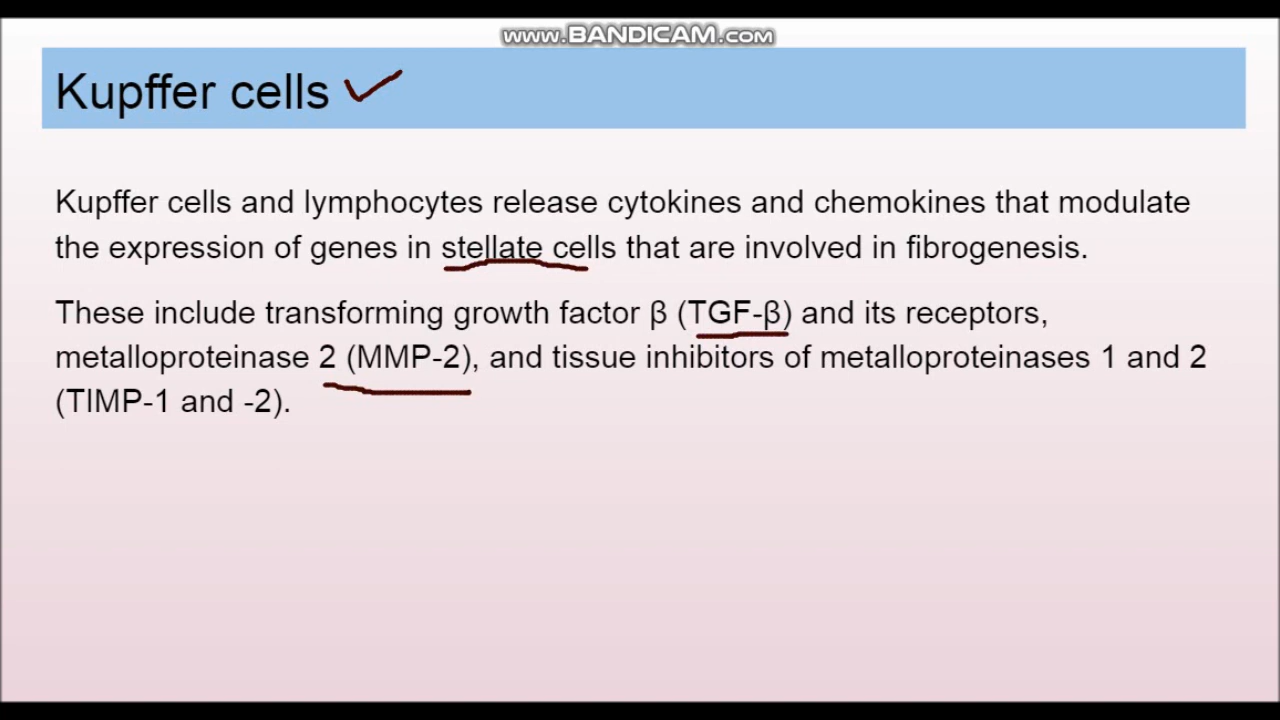 www.BANDICAM.com
Kupffer cells
Kupffer cells and lymphocytes release cytokines and chemokines that modulate
the expression of genes in stellate cells that are involved in fibrogenesis.
These include transforming growth factor β (TGF-β) and its receptors,
metalloproteinase 2 (MMP-2), and tissue inhibitors of metalloproteinases 1 and 2
(TIMP-1 and -2).